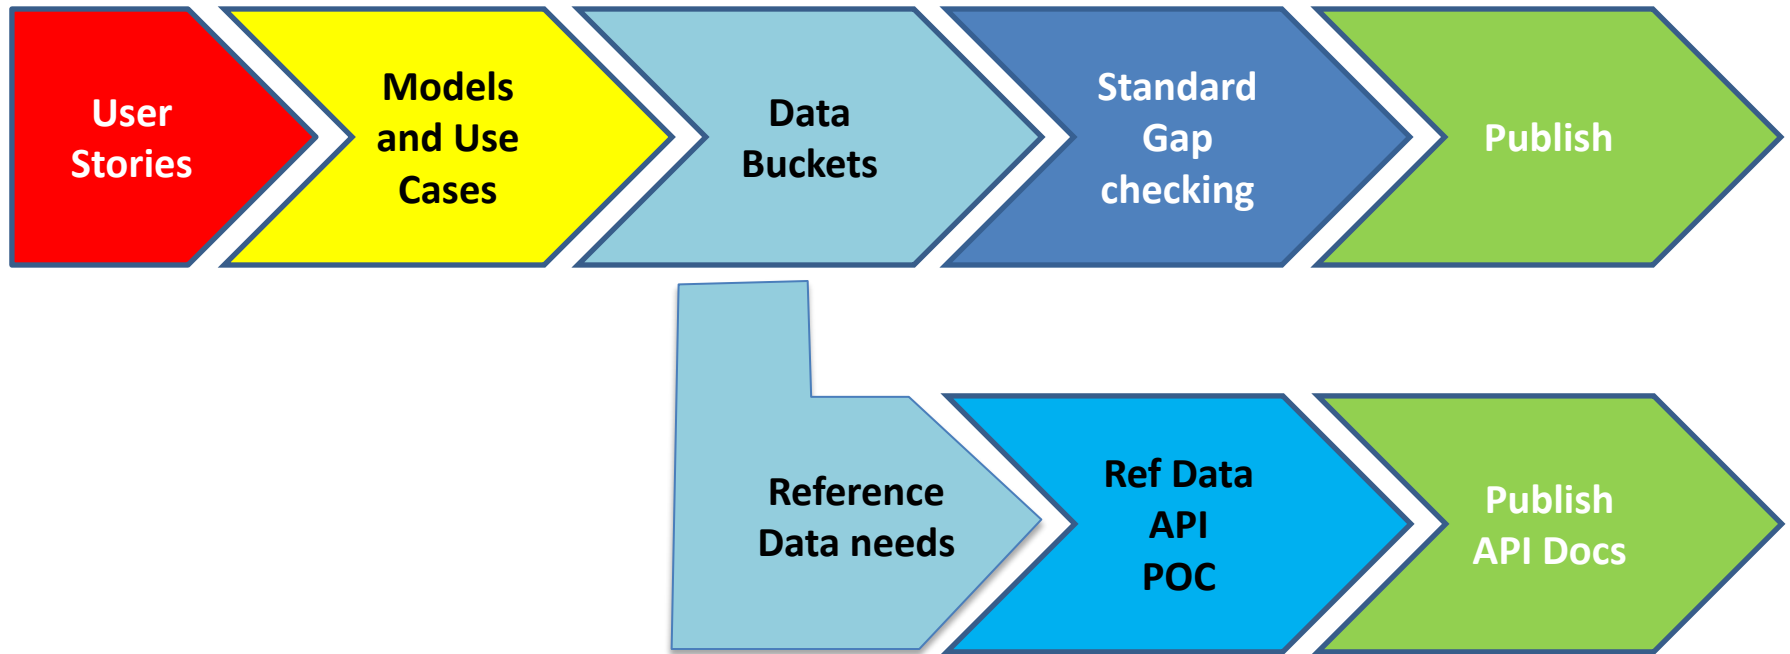 User
Stories
Models
and Use
Cases
Data
Buckets
Standard
Gap
checking
Publish
Reference
Data needs
Ref Data
API
POC
Publish
API Docs